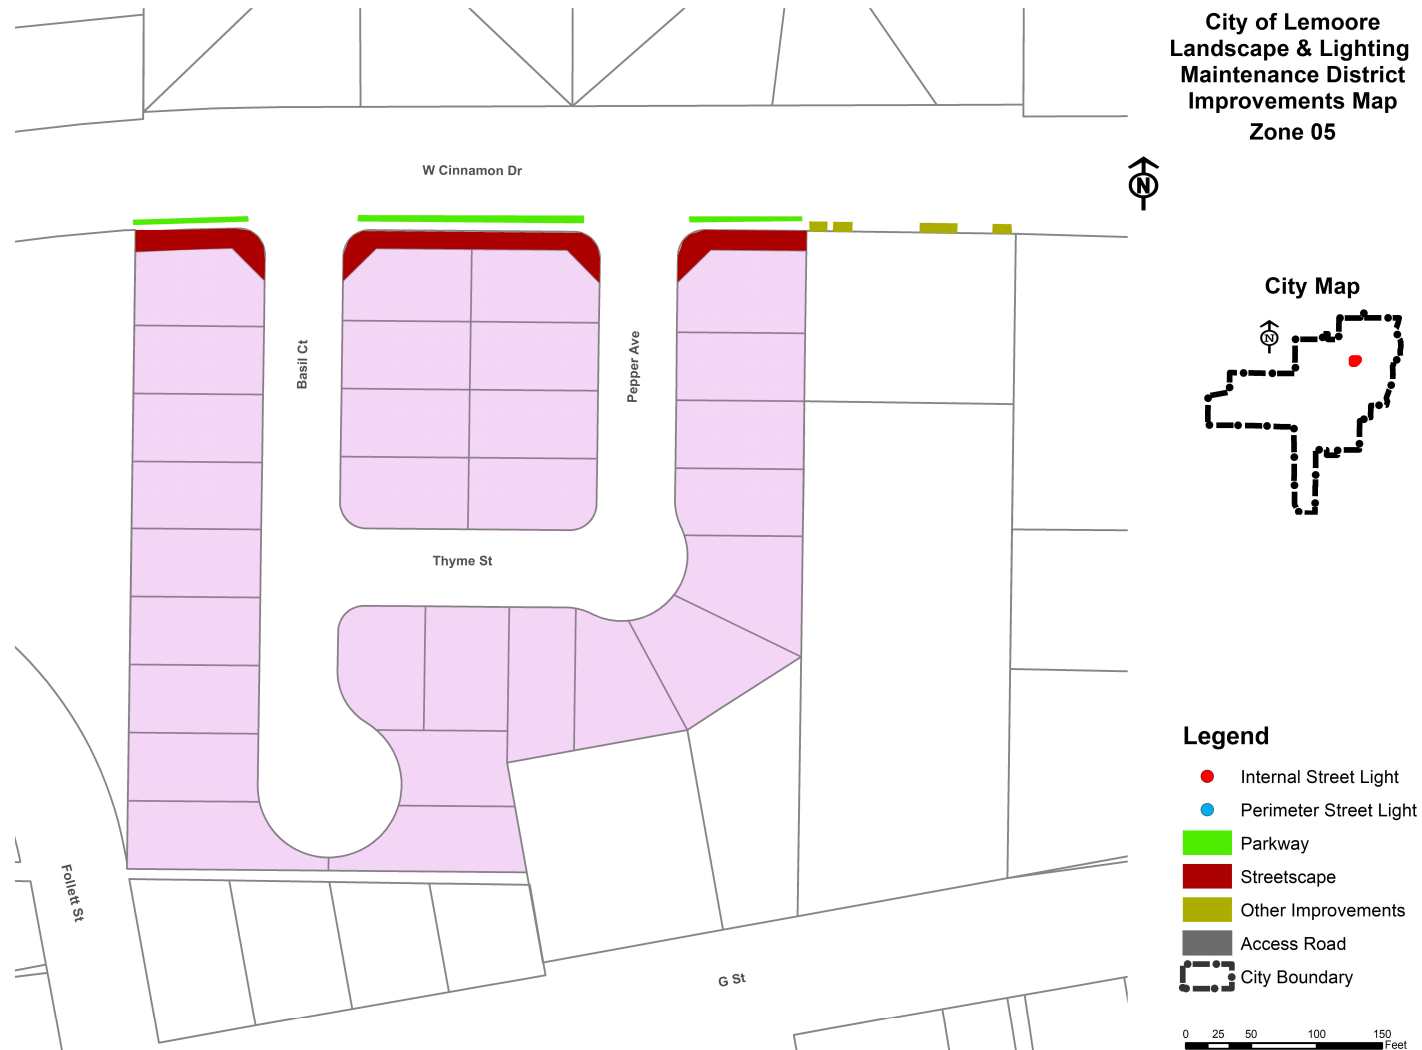 City of Lemoore
Landscape & Lighting
Maintenance District
Improvements Map
Zone 05
W Cinnamon Dr
N
City Map
N
Basil Ct
Pepper Ave
Thyme St
Follett St
G St
Legend
Internal Street Light
Perimeter Street Light
Parkway
Streetscape
Other Improvements
Access Road
City Boundary
0 25 50 100 150
Feet